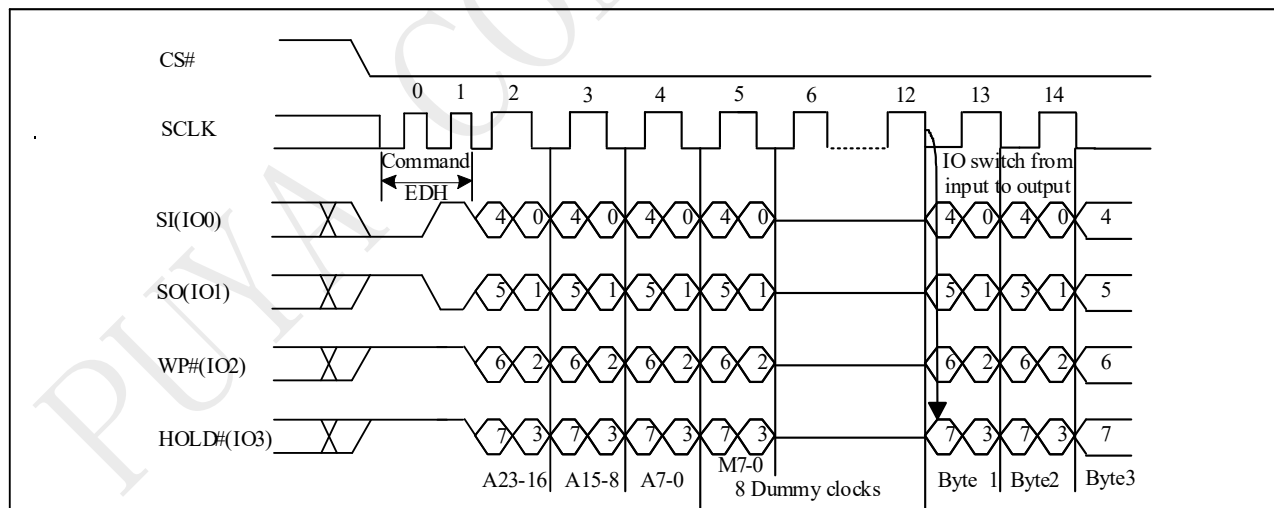 PUYA CON
CS#
0 1 2 3 4 5 6 12 13 14
SCLK
Command
EDH
IO switch from
input to output
SI(IO0) 4 0 4 0 4 0 4 0 4 0 4 0 4
SO(IO1) 5 1 5 1 5 1 5 1 5 1 5 1 5
WP#(IO2) 6 2 6 2 6 2 6 2 6 2 6 2 6
HOLD#(IO3) 7 3 7 3 7 3 7 3 7 3 7 3 7
A23-16 A15-8 A7-0 M7-0 Byte 1 Byte2 Byte3
8 Dummy clocks